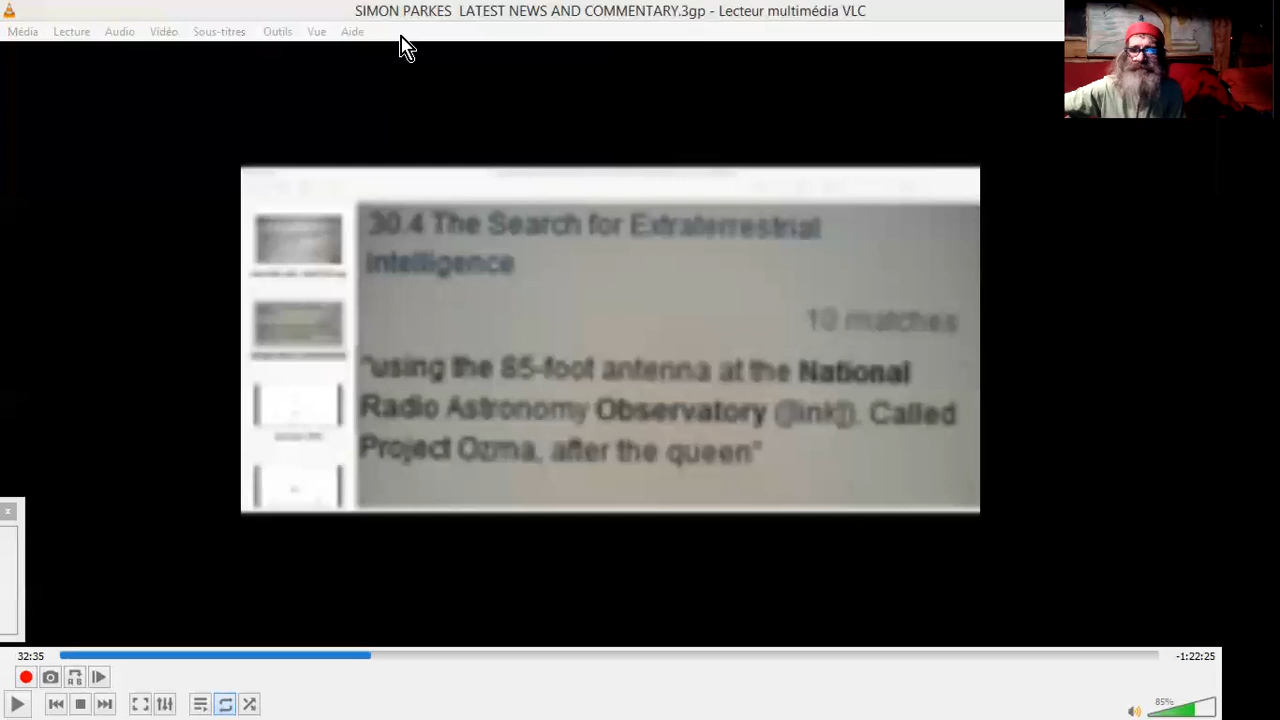 SIMON PARKES  LATEST NEWS AND COMMENTARY.3gp - Lecteur multimédia VLC
Média Lecture Audio Vidéo Sous-titres Outils Vue Aide
30.4 The Search for Extraterrestrial
Intelligence
10 matches
"using the 85-foot antenna at the National
Radio Astronomy Observatory ([link]). Called
Project Ozma, after the queen"
32:35
-1:22:25
85%